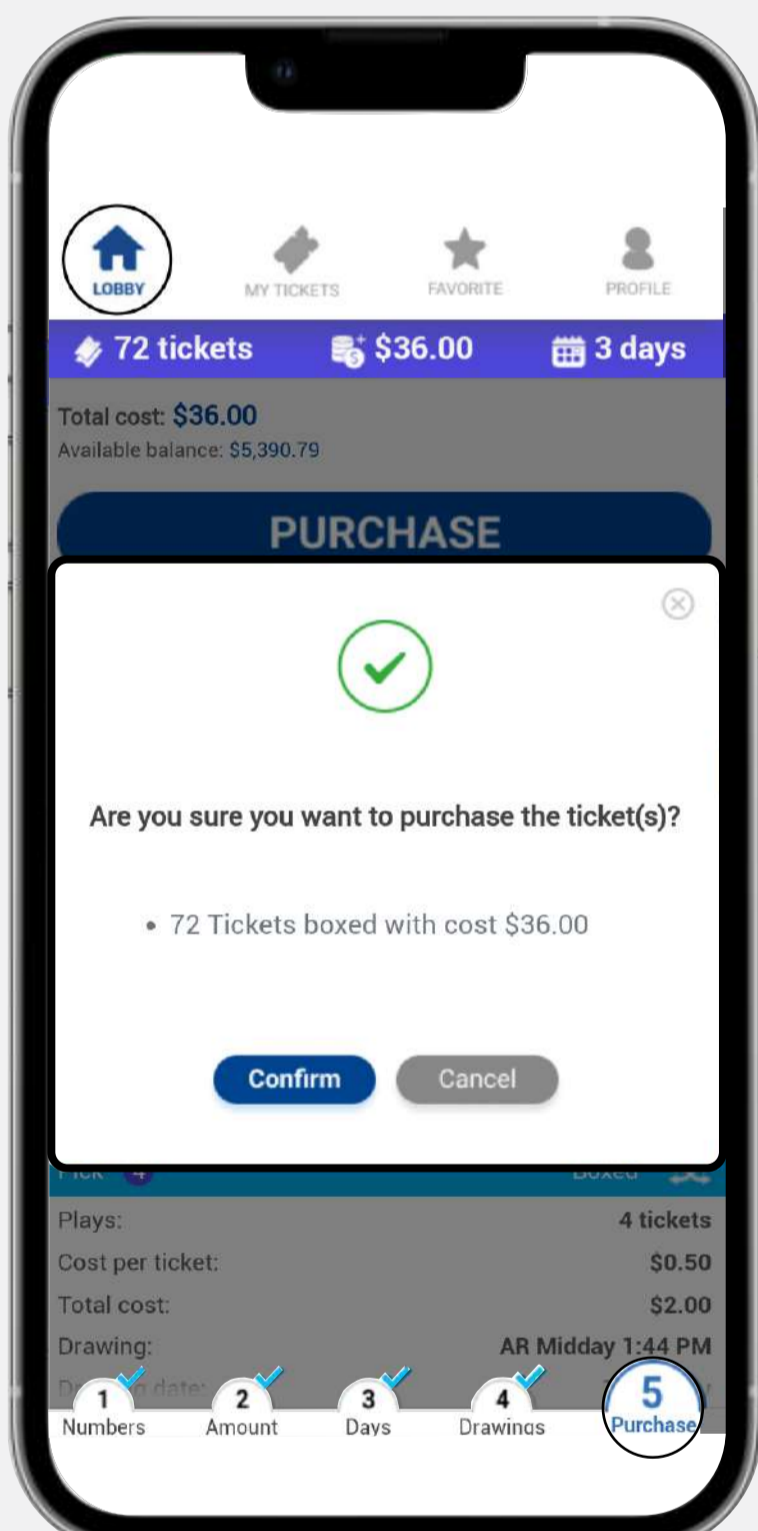 LOBBY MY TICKETS FAVORITE PROFILE
72 tickets $36.00 3 days
Total cost: $36.00
Available balance: $5,390.79
PURCHASE
Are you sure you want to purchase the ticket(s)?
• 72 Tickets boxed with cost $36.00
Confirm Cancel
Pick 4 Boxed
Plays: 4 tickets
Cost per ticket: $0.50
Total cost: $2.00
Drawing: AR Midday 1:44 PM
1 2 3 4 5
Numbers Amount Days Drawings Purchase